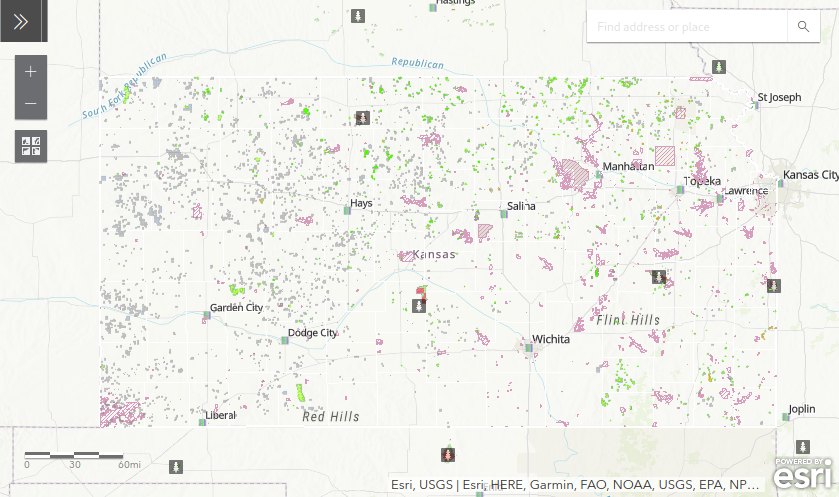 Hastings
Find address or place
Republican
South Fork Republican
St Joseph
Manhattan
Kansas City
Topeka
Lawrence
Hays
Salina
Kansas
Garden City
Flint Hills
Dodge City
Wichita
Joplin
Liberal
Red Hills
0 30 60mi
POWERED BY
esri
Esri, USGS | Esri, HERE, Garmin, FAO, NOAA, USGS, EPA, NP...